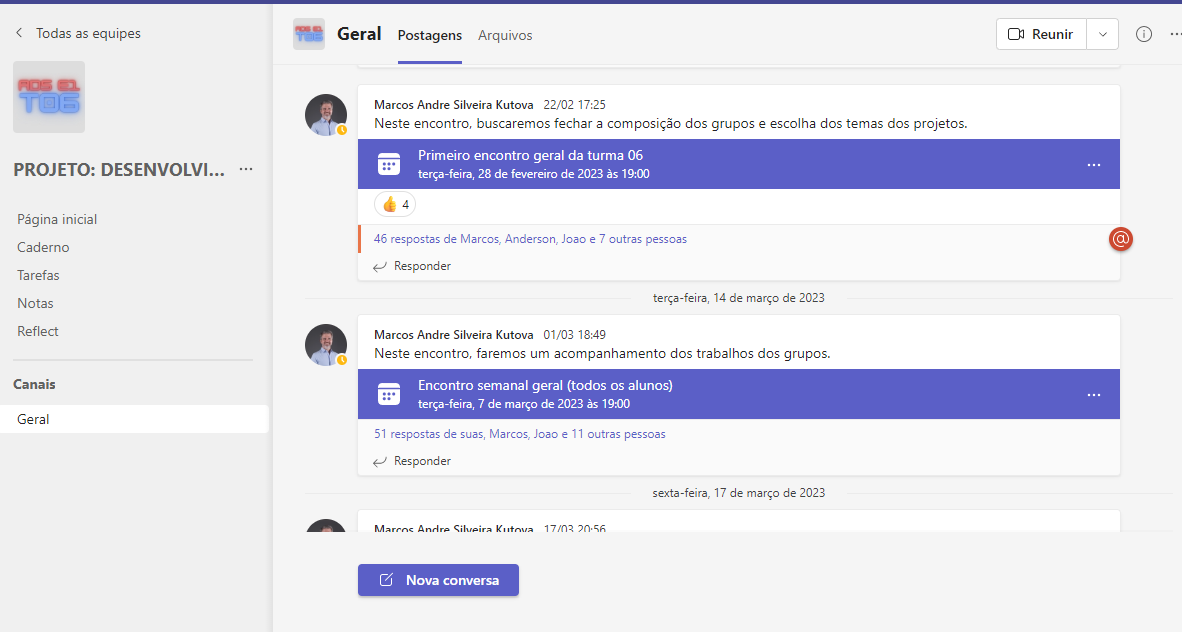 Todas as equipes
ADS E1
T06
PROJETO: DESENVOLVI...
Página inicial
Caderno
Tarefas
Notas
Reflect
Canais
Geral
ADS E1
T06
Geral
Postagens
Arquivos
Reunir
Marcos Andre Silveira Kutova 22/02 17:25
Neste encontro, buscaremos fechar a composição dos grupos e escolha dos temas dos projetos.
Primeiro encontro geral da turma 06
terça-feira, 28 de fevereiro de 2023 às 19:00
4
46 respostas de Marcos, Anderson, Joao e 7 outras pessoas
@
Responder
terça-feira, 14 de março de 2023
Marcos Andre Silveira Kutova 01/03 18:49
Neste encontro, faremos um acompanhamento dos trabalhos dos grupos.
Encontro semanal geral (todos os alunos)
terça-feira, 7 de março de 2023 às 19:00
51 respostas de suas, Marcos, Joao e 11 outras pessoas
Responder
sexta-feira, 17 de março de 2023
Marcos Andre Silveira Kutova 17/03 20:56
Nova conversa